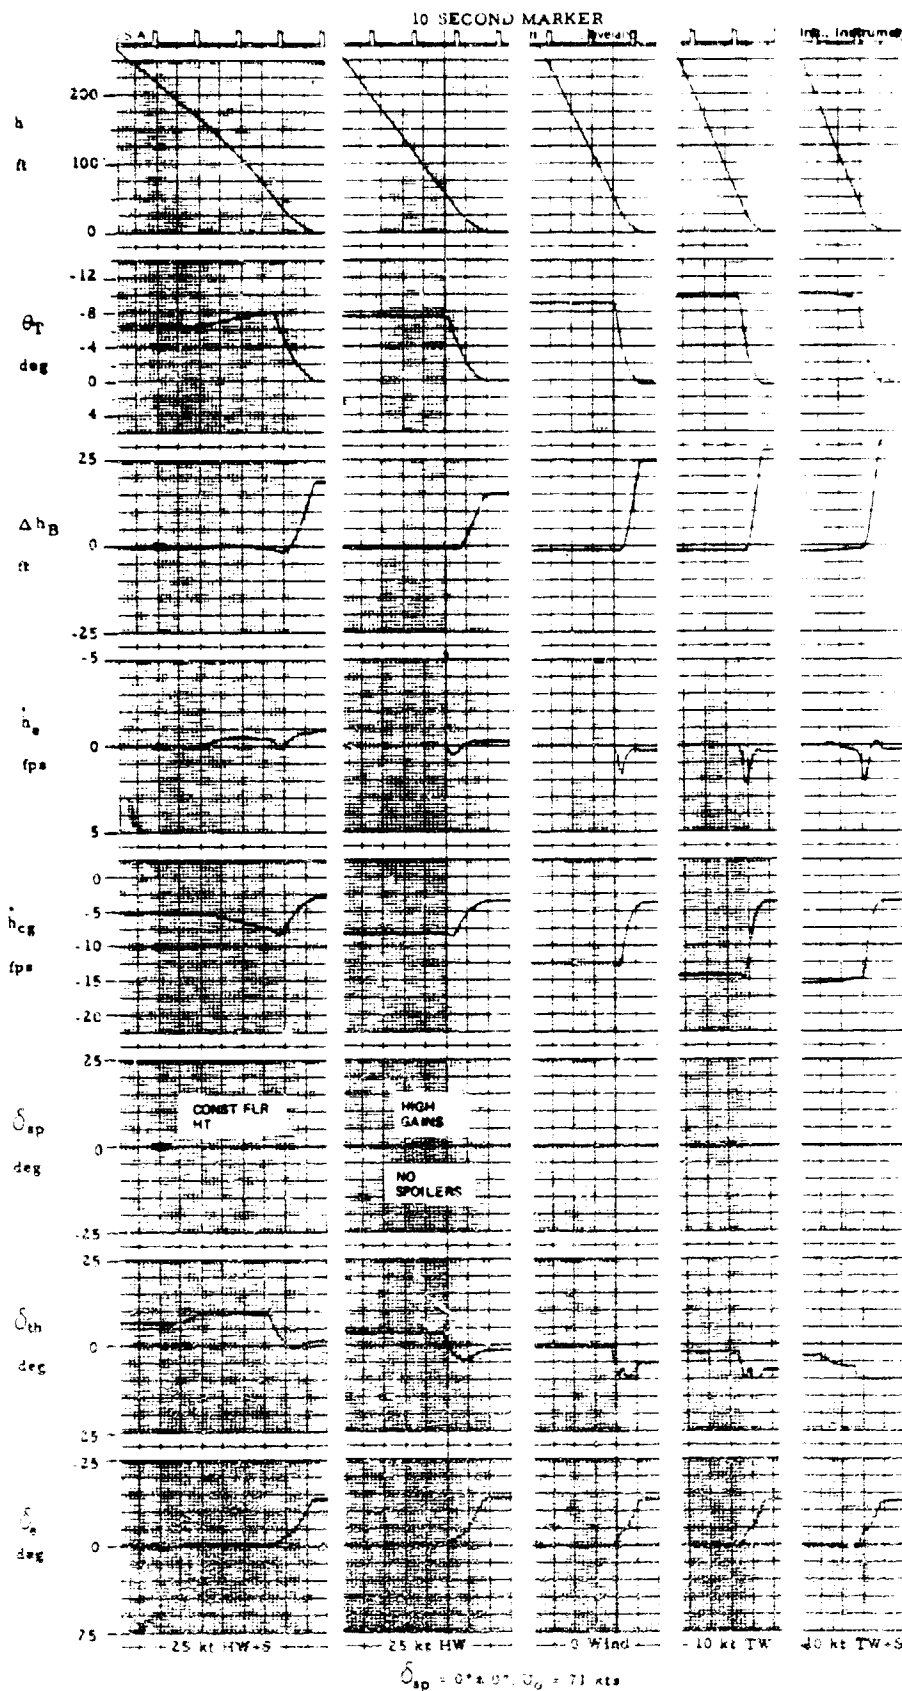 10 SECOND MARKER
S A
Inc., Instrume
200
h
ft
100
0
-12
-8
θT
-4
deg
0
4
25
Δ hB
0
ft
-25
-5
ḣe
0
fps
5
0
-5
ḣcg
-10
fps
-15
-20
25
CONST FLR
HT
HIGH
GAINS
δsp
0
deg
NO
SPOILERS
-25
25
δth
0
deg
25
-25
δe
0
deg
25 kt HW+S
25 kt HW
0 Wind
10 kt TW
10 kt TW+S